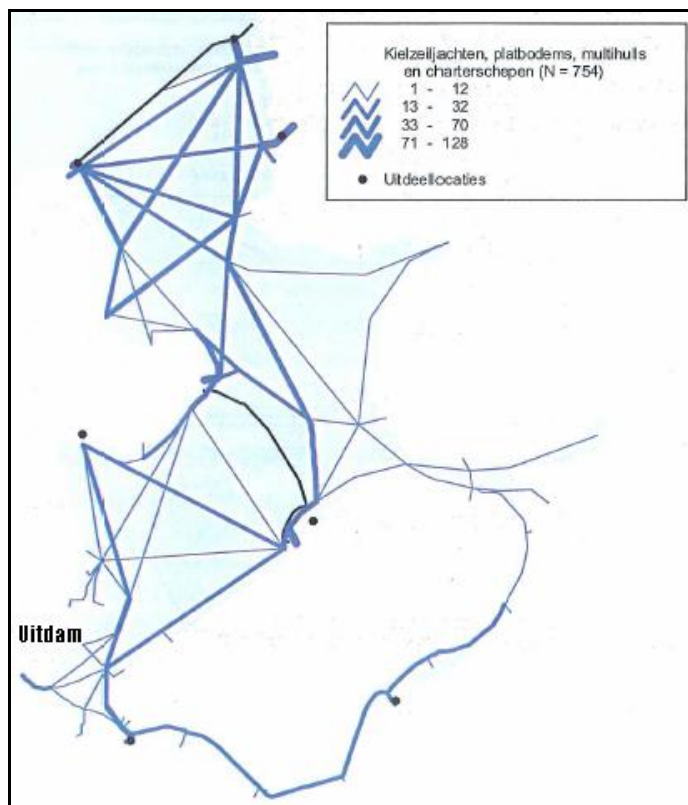 Kielzeiljachten, platbodems, multihulls
en charterschepen (N = 754)
1 - 12
13 - 32
33 - 70
71 - 128
Uitdeellocaties
Uitdam